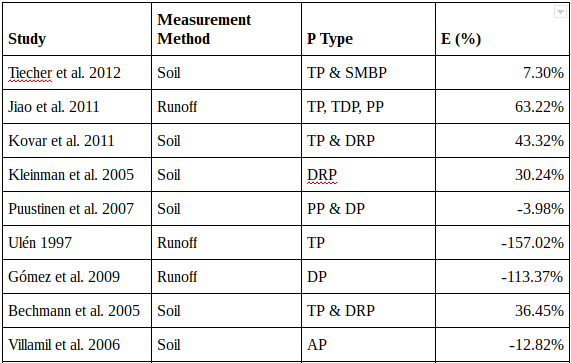 Study Measurement Method P Type E (%)
Tiecher et al. 2012 Soil TP & SMBP 7.30%
Jiao et al. 2011 Runoff TP, TDP, PP 63.22%
Kovar et al. 2011 Soil TP & DRP 43.32%
Kleinman et al. 2005 Soil DRP 30.24%
Puustinen et al. 2007 Soil PP & DP -3.98%
Ulén 1997 Runoff TP -157.02%
Gómez et al. 2009 Runoff DP -113.37%
Bechmann et al. 2005 Soil TP & DRP 36.45%
Villamil et al. 2006 Soil AP -12.82%